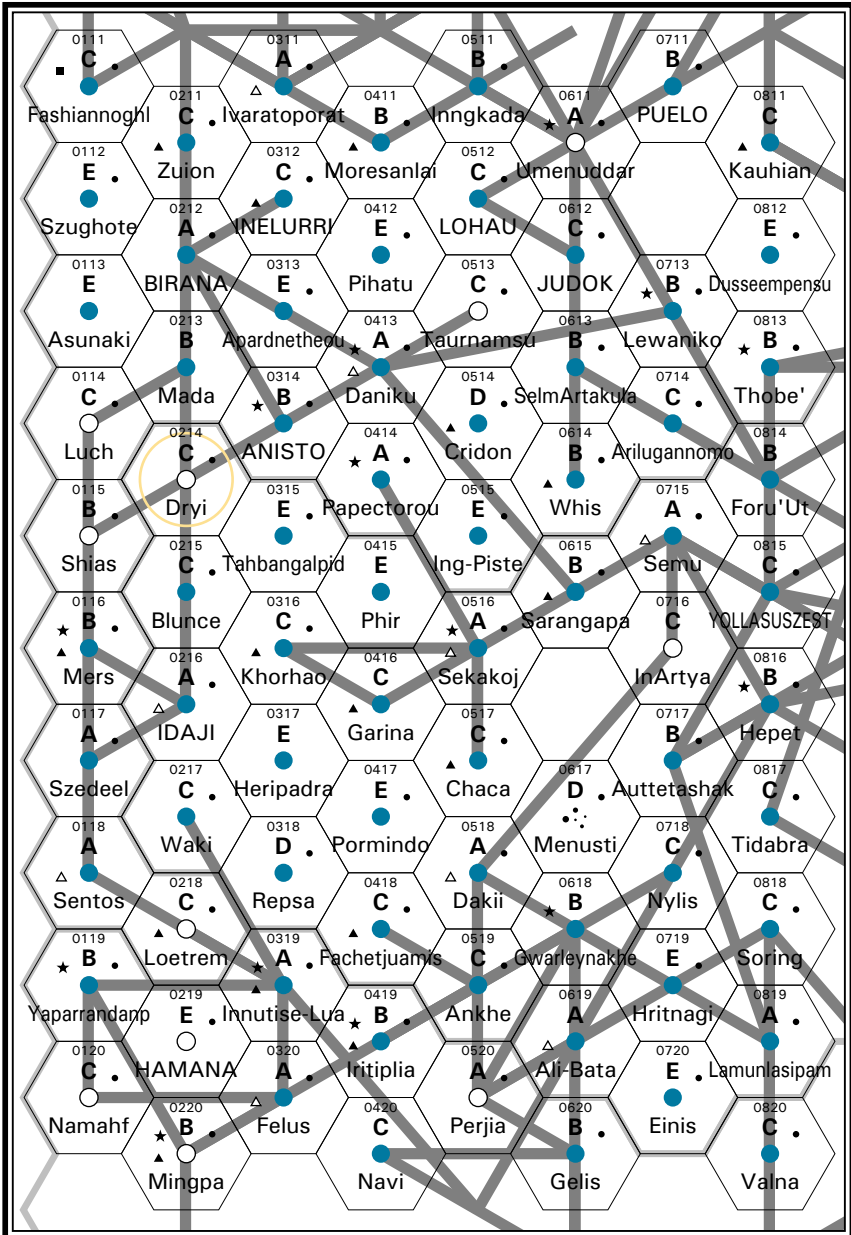 0111
C
Fashiannoghl
0311
A
Ivaratoporat
0511
B
Inngkada
0711
B
PUELO
0211
C
Zuion
0411
B
Moresanlai
0611
A
Umenuddar
0811
C
Kauhian
0112
E
Szughote
0312
C
INELURRI
0512
C
LOHAU
0212
A
BIRANA
0412
E
Pihatu
0612
C
JUDOK
0812
E
Dusseempensu
0113
E
Asunaki
0313
E
Apardnetheou
0513
C
Taurnamsu
0713
B
Lewaniko
0213
B
Mada
0413
A
Daniku
0613
B
SelmArtakula
0813
B
Thobe'
0114
C
Luch
0314
B
ANISTO
0514
D
Cridon
0714
C
Arilugannomo
0214
C
Dryi
0414
A
Papectorou
0614
B
Whis
0814
B
Foru'Ut
0115
B
Shias
0315
E
Tahbangalpid
0515
E
Ing-Piste
0715
A
Semu
0215
C
Blunce
0415
E
Phir
0615
B
Sarangapa
0815
C
YOLLASUSZEST
0116
B
Mers
0316
C
Khorhao
0516
A
Sekakoj
0716
C
InArtya
0216
A
IDAJI
0416
C
Garina
0816
B
Hepet
0117
A
Szedeel
0317
E
Heripadra
0517
C
Chaca
0717
B
Auttetashak
0217
C
Waki
0417
E
Pormindo
0617
D
Menusti
0817
C
Tidabra
0118
A
Sentos
0318
D
Repsa
0518
A
Dakii
0718
C
Nylis
0218
C
Loetrem
0418
C
Fachetjuamis
0618
B
Gwarleynakhe
0818
C
Soring
0119
B
Yaparrandanp
0319
A
Innutise-Lua
0519
C
Ankhe
0719
E
Hritnagi
0219
E
HAMANA
0419
B
Iritiplia
0619
A
Ali-Bata
0819
A
Lamunlasipam
0120
C
Namahf
0320
A
Felus
0520
A
Perjia
0720
E
Einis
0220
B
Mingpa
0420
C
Navi
0620
B
Gelis
0820
C
Valna